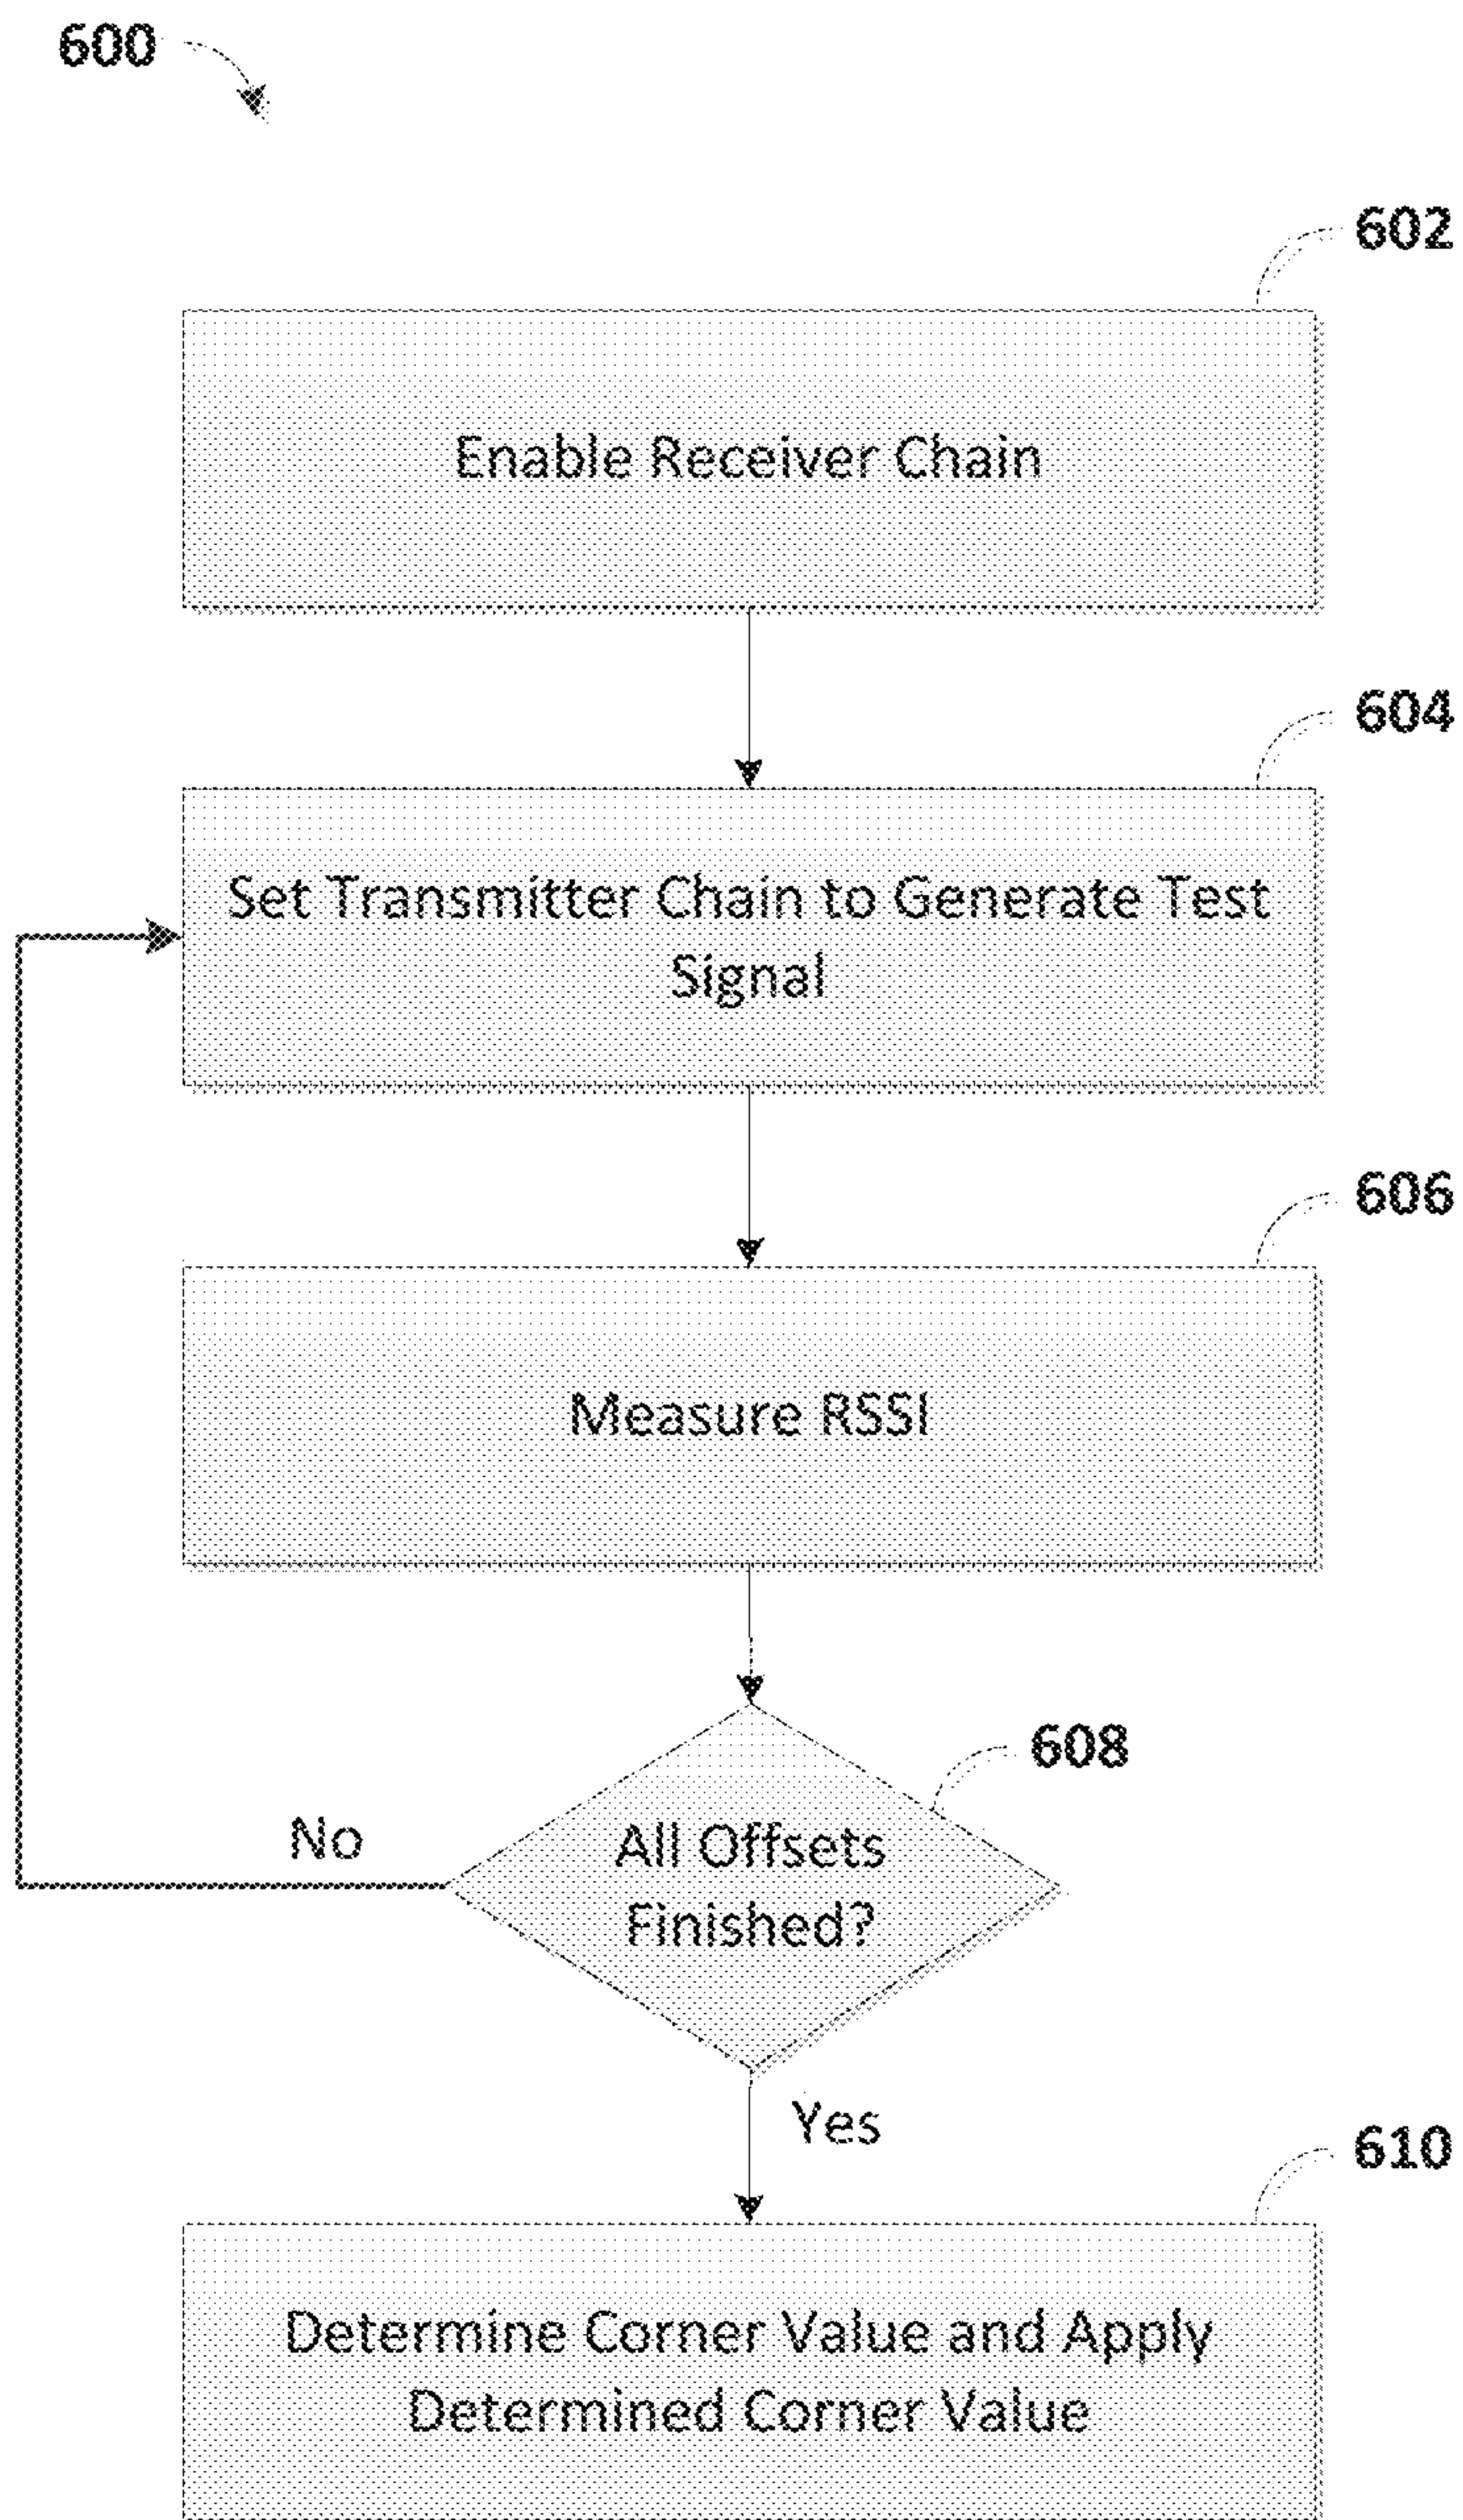 600
602
Enable Receiver Chain
604
Set Transmitter Chain to Generate Test
Signal
606
Measure RSSI
608
All Offsets
Finished?
No
Yes
610
Determine Corner Value and Apply
Determined Corner Value